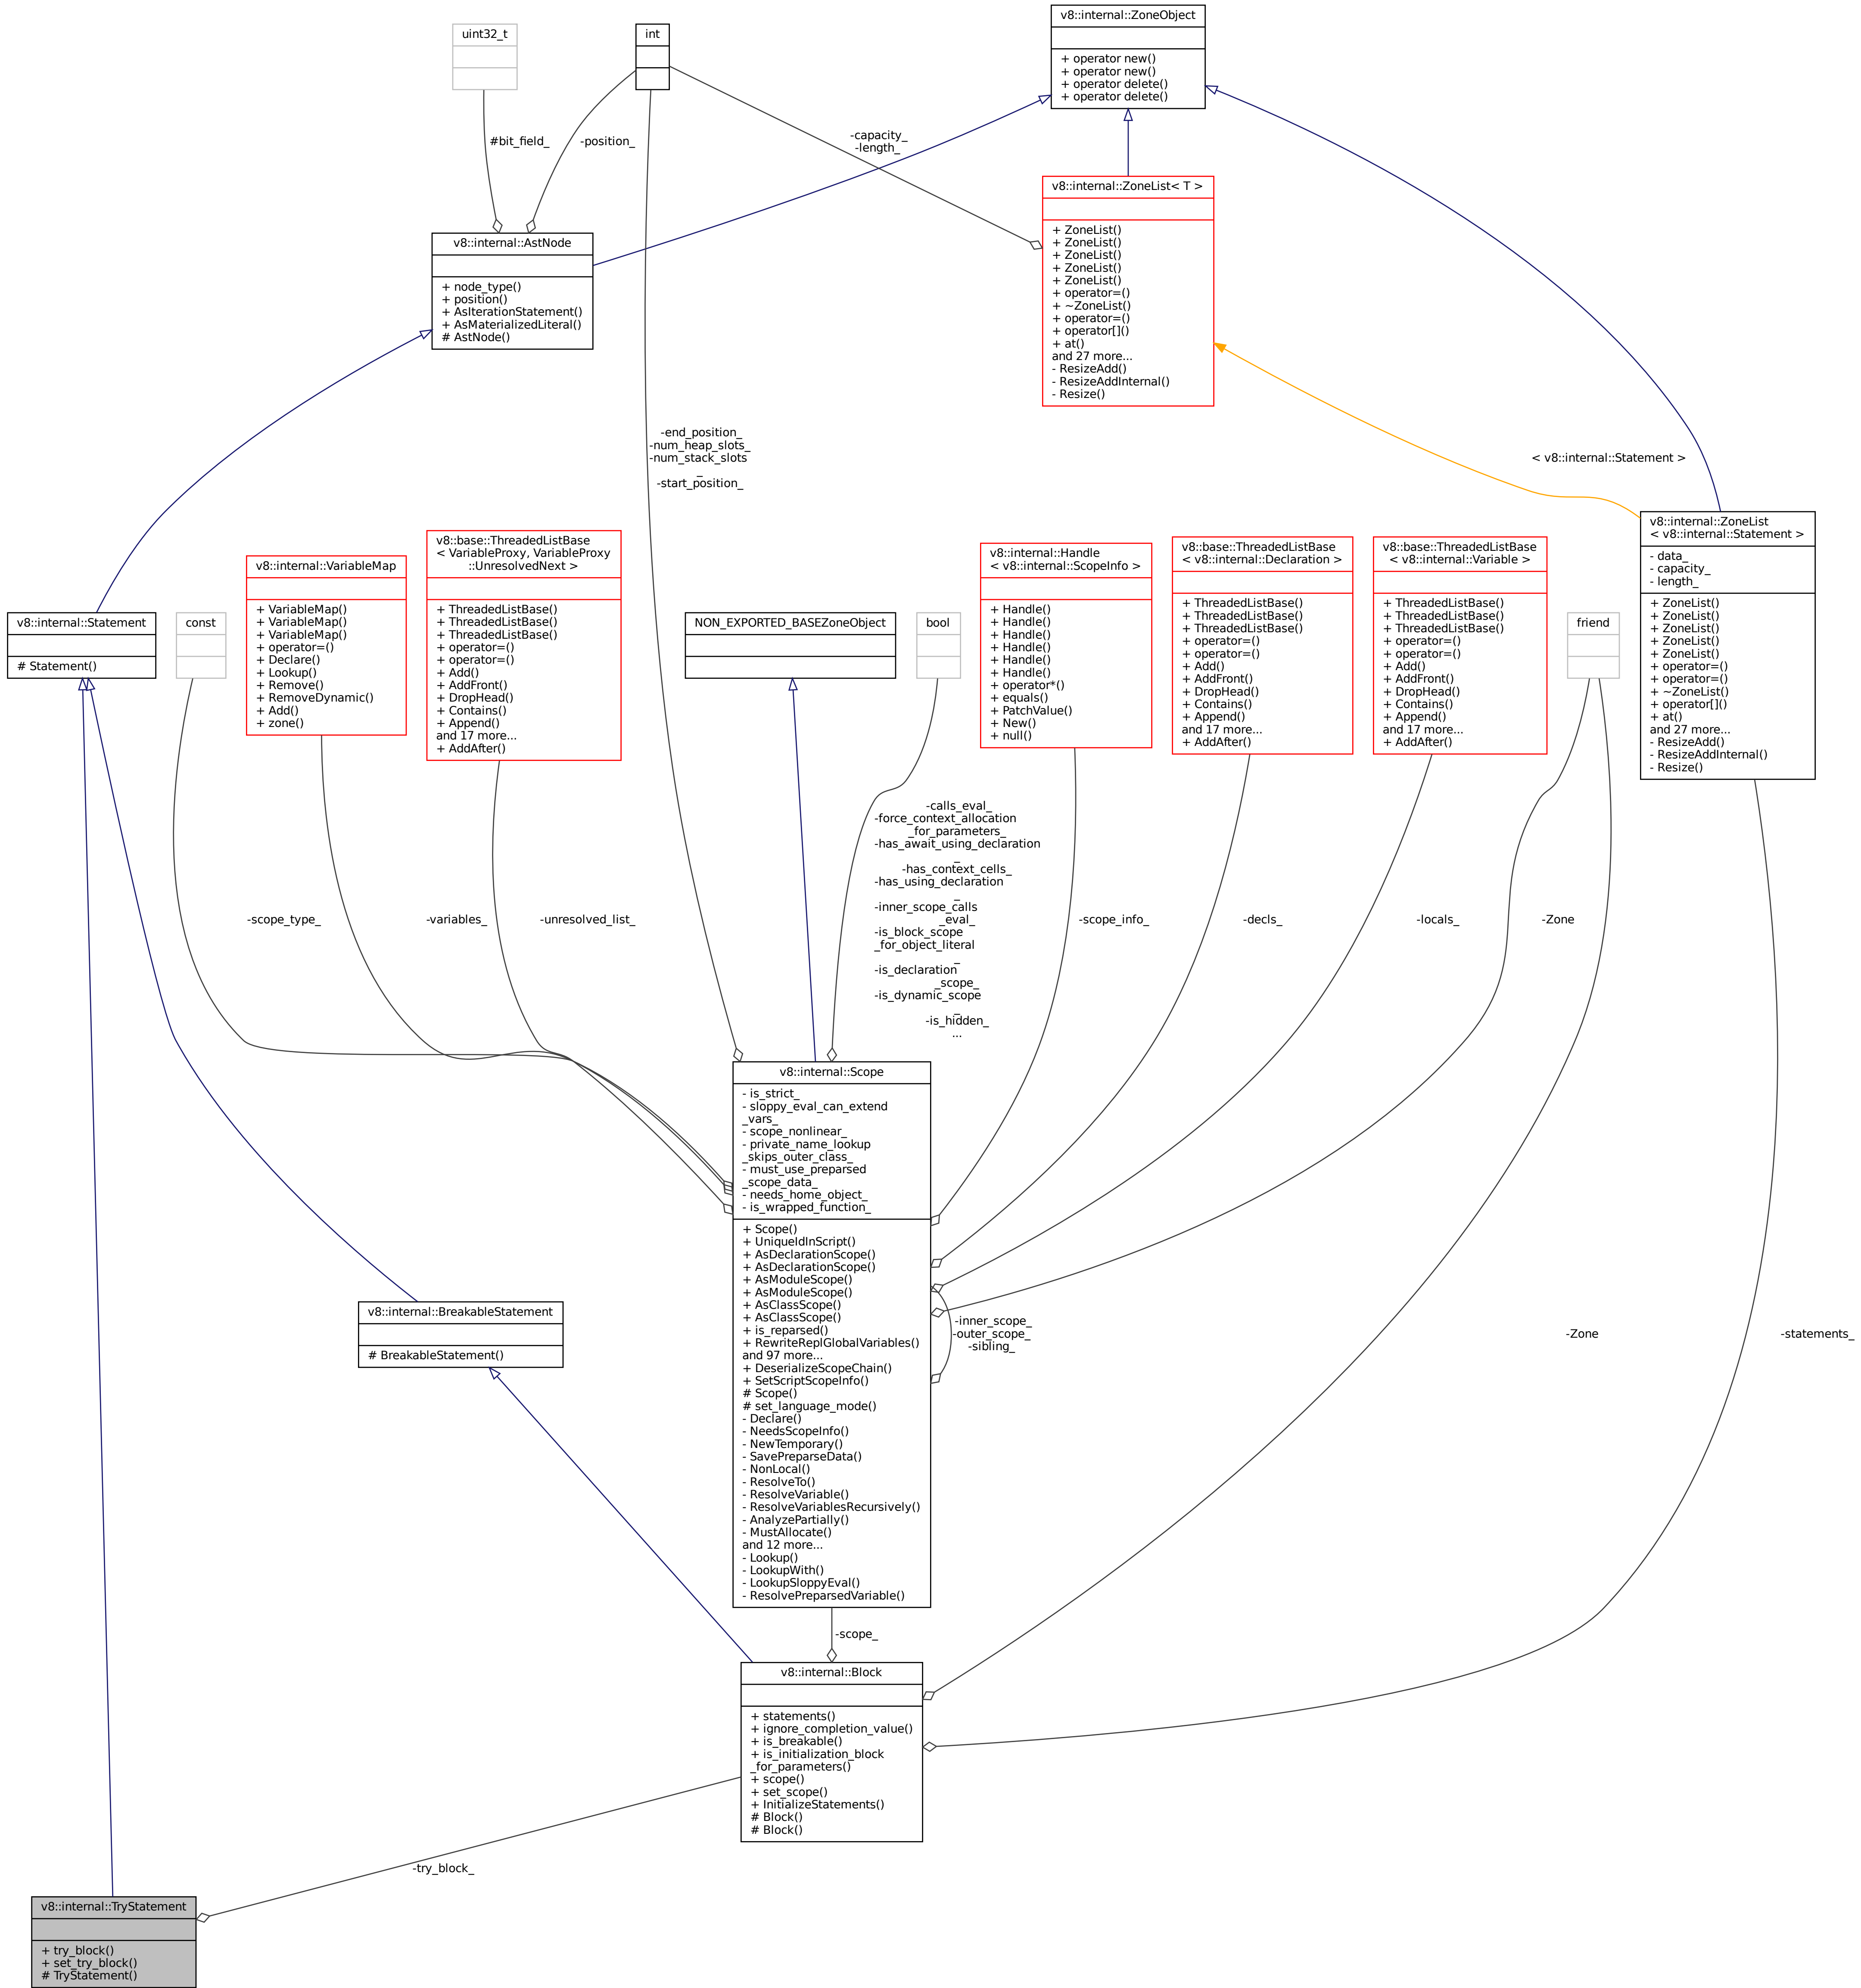 v8::internal::ZoneObject
+ operator new()
+ operator new()
+ operator delete()
+ operator delete()
uint32_t
int
#bit_field_
-position_
-capacity_
-length_
v8::internal::ZoneList< T >
+ ZoneList()
+ ZoneList()
+ ZoneList()
+ ZoneList()
+ ZoneList()
+ operator=()
+ ~ZoneList()
+ operator=()
+ operator[]()
+ at()
and 27 more...
- ResizeAdd()
- ResizeAddInternal()
- Resize()
v8::internal::AstNode
+ node_type()
+ position()
+ AsIterationStatement()
+ AsMaterializedLiteral()
# AstNode()
-end_position_
-num_heap_slots_
-num_stack_slots
_
-start_position_
< v8::internal::Statement >
v8::internal::Statement
# Statement()
const
v8::internal::VariableMap
+ VariableMap()
+ VariableMap()
+ VariableMap()
+ operator=()
+ Declare()
+ Lookup()
+ Remove()
+ RemoveDynamic()
+ Add()
+ zone()
v8::base::ThreadedListBase
< VariableProxy, VariableProxy
::UnresolvedNext >
+ ThreadedListBase()
+ ThreadedListBase()
+ ThreadedListBase()
+ operator=()
+ operator=()
+ Add()
+ AddFront()
+ DropHead()
+ Contains()
+ Append()
and 17 more...
+ AddAfter()
NON_EXPORTED_BASEZoneObject
bool
v8::internal::Handle
< v8::internal::ScopeInfo >
+ Handle()
+ Handle()
+ Handle()
+ Handle()
+ Handle()
+ Handle()
+ operator*()
+ equals()
+ PatchValue()
+ New()
+ null()
v8::base::ThreadedListBase
< v8::internal::Declaration >
+ ThreadedListBase()
+ ThreadedListBase()
+ ThreadedListBase()
+ operator=()
+ operator=()
+ Add()
+ AddFront()
+ DropHead()
+ Contains()
+ Append()
and 17 more...
+ AddAfter()
v8::base::ThreadedListBase
< v8::internal::Variable >
+ ThreadedListBase()
+ ThreadedListBase()
+ ThreadedListBase()
+ operator=()
+ operator=()
+ Add()
+ AddFront()
+ DropHead()
+ Contains()
+ Append()
and 17 more...
+ AddAfter()
friend
v8::internal::ZoneList
< v8::internal::Statement >
- data_
- capacity_
- length_
+ ZoneList()
+ ZoneList()
+ ZoneList()
+ ZoneList()
+ ZoneList()
+ operator=()
+ operator=()
+ ~ZoneList()
+ operator[]()
+ at()
and 27 more...
- ResizeAdd()
- ResizeAddInternal()
- Resize()
-scope_type_
-variables_
-unresolved_list_
-calls_eval_
-force_context_allocation
_for_parameters_
-has_await_using_declaration
_
-has_context_cells_
-has_using_declaration
_
-inner_scope_calls
_eval_
-is_block_scope
_for_object_literal
_
-is_declaration
_scope_
-is_dynamic_scope
_
-is_hidden_
...
-scope_info_
-decls_
-locals_
-Zone
v8::internal::Scope
- is_strict_
- sloppy_eval_can_extend
_vars_
- scope_nonlinear_
- private_name_lookup
_skips_outer_class_
- must_use_preparsed
_scope_data_
- needs_home_object_
- is_wrapped_function_
+ Scope()
+ UniqueIdInScript()
+ AsDeclarationScope()
+ AsDeclarationScope()
+ AsModuleScope()
+ AsModuleScope()
+ AsClassScope()
+ AsClassScope()
+ is_reparsed()
+ RewriteReplGlobalVariables()
and 97 more...
+ DeserializeScopeChain()
+ SetScriptScopeInfo()
# Scope()
# set_language_mode()
- Declare()
- NeedsScopeInfo()
- NewTemporary()
- SavePreparseData()
- NonLocal()
- ResolveTo()
- ResolveVariable()
- ResolveVariablesRecursively()
- AnalyzePartially()
- MustAllocate()
and 12 more...
- Lookup()
- LookupWith()
- LookupSloppyEval()
- ResolvePreparsedVariable()
-inner_scope_
-outer_scope_
-sibling_
v8::internal::BreakableStatement
# BreakableStatement()
-Zone
-statements_
-scope_
v8::internal::Block
+ statements()
+ ignore_completion_value()
+ is_breakable()
+ is_initialization_block
_for_parameters()
+ scope()
+ set_scope()
+ InitializeStatements()
# Block()
# Block()
-try_block_
v8::internal::TryStatement
+ try_block()
+ set_try_block()
# TryStatement()